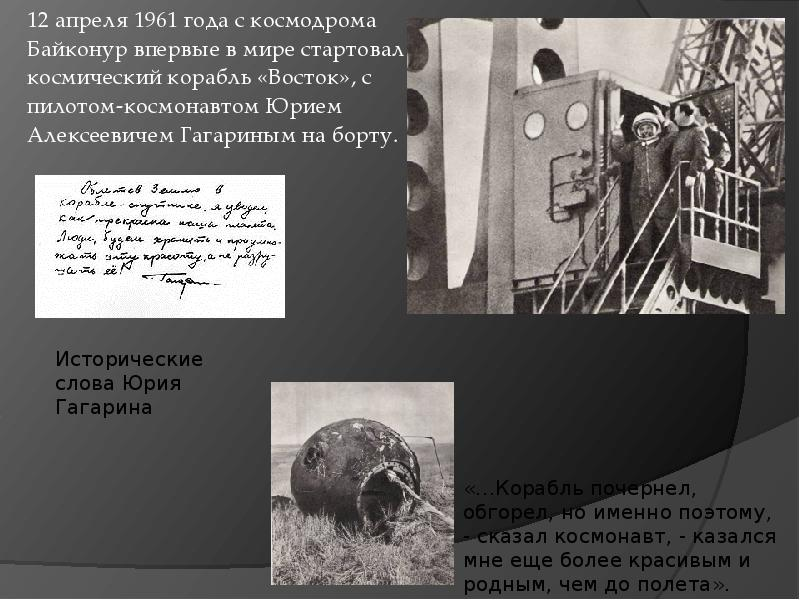 12 апреля 1961 года с космодрома
Байконур впервые в мире стартовал
космический корабль «Восток», с
пилотом-космонавтом Юрием
Алексеевичем Гагариным на борту.
Облетев Землю в
корабле-спутнике, я увидел,
как прекрасна наша планета.
Люди, будем хранить и приумно-
жать эту красоту, а не разру-
шать её!
Гагарин
Исторические
слова Юрия
Гагарина
«...Корабль почернел,
обгорел, но именно поэтому,
- сказал космонавт, - казался
мне еще более красивым и
родным, чем до полета».